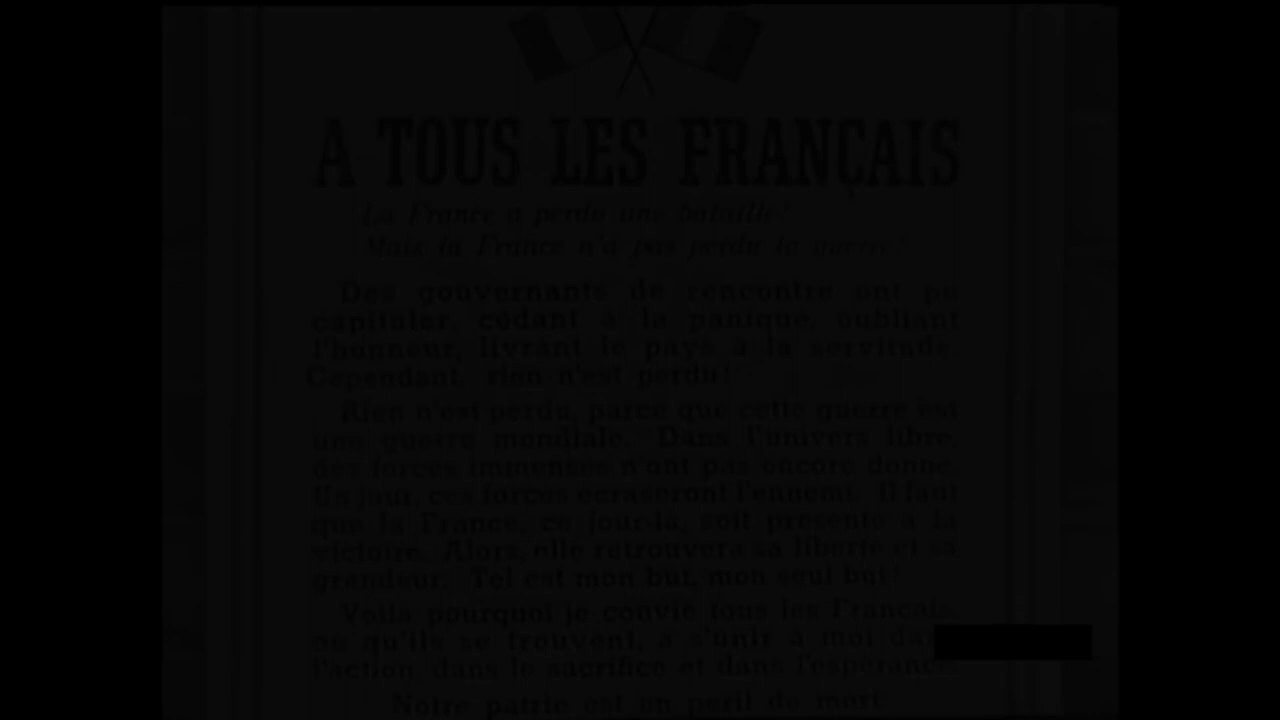 A TOUS LES FRANÇAIS
La France a perdu une bataille!
Mais la France n'a pas perdu la guerre!
Des gouvernants de rencontre ont pu
capituler, cédant à la panique, oubliant
l'honneur, livrant le pays à la servitude.
Cependant, rien n'est perdu!
Rien n'est perdu, parce que cette guerre est
une guerre mondiale. Dans l'univers libre,
des forces immenses n'ont pas encore donné.
Un jour, ces forces écraseront l'ennemi. Il faut
que la France, ce jour-là, soit présente à la
victoire. Alors, elle retrouvera sa liberté et sa
grandeur. Tel est mon but, mon seul but!
Voilà pourquoi je convie tous les Français,
où qu'ils se trouvent, à s'unir à moi dans
l'action, dans le sacrifice et dans l'espérance.
Notre patrie est en péril de mort.